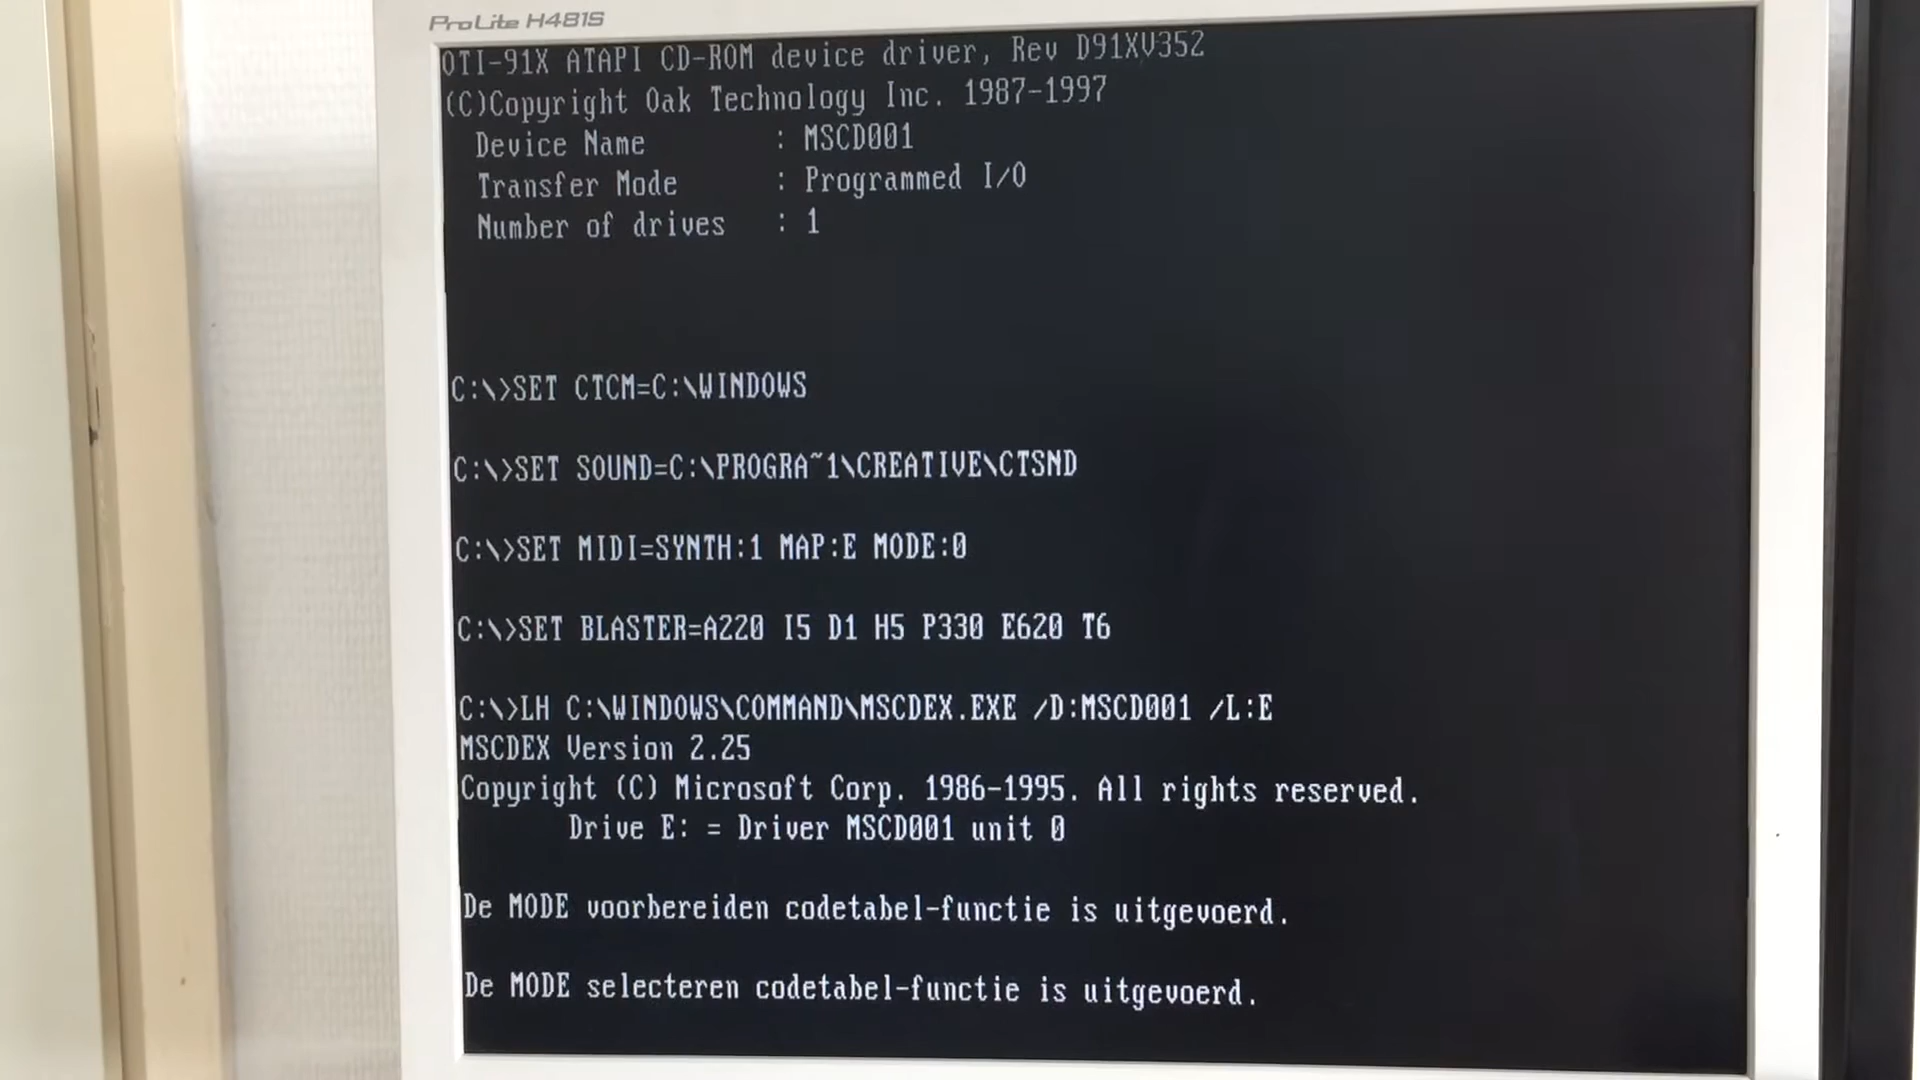 ProLite H481S
OTI-91X ATAPI CD-ROM device driver, Rev D91XV352
(C)Copyright Oak Technology Inc. 1987-1997
Device Name : MSCD001
Transfer Mode : Programmed I/O
Number of drives : 1
C:\>SET CTCM=C:\WINDOWS
C:\>SET SOUND=C:\PROGRA~1\CREATIVE\CTSND
C:\>SET MIDI=SYNTH:1 MAP:E MODE:0
C:\>SET BLASTER=A220 I5 D1 H5 P330 E620 T6
C:\>LH C:\WINDOWS\COMMAND\MSCDEX.EXE /D:MSCD001 /L:E
MSCDEX Version 2.25
Copyright (C) Microsoft Corp. 1986-1995. All rights reserved.
Drive E: = Driver MSCD001 unit 0
De MODE voorbereiden codetabel-functie is uitgevoerd.
De MODE selecteren codetabel-functie is uitgevoerd.